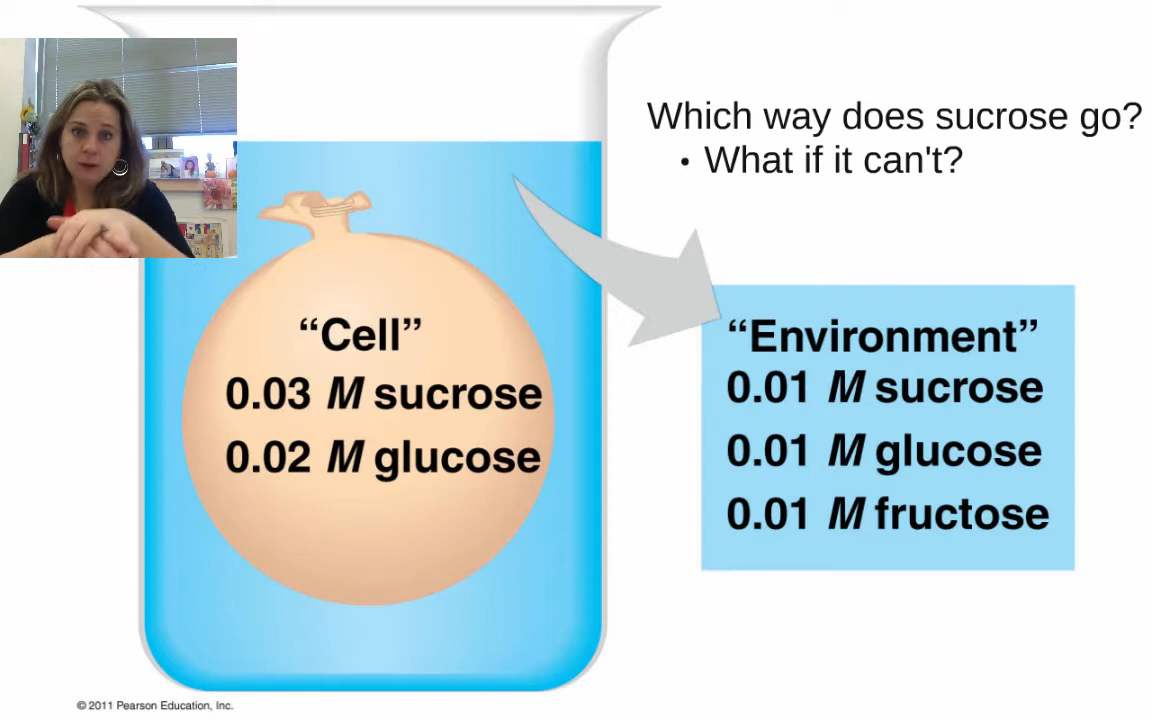 Which way does sucrose go?
• What if it can't?
“Cell”
0.03 M sucrose
0.02 M glucose
“Environment”
0.01 M sucrose
0.01 M glucose
0.01 M fructose
© 2011 Pearson Education, Inc.